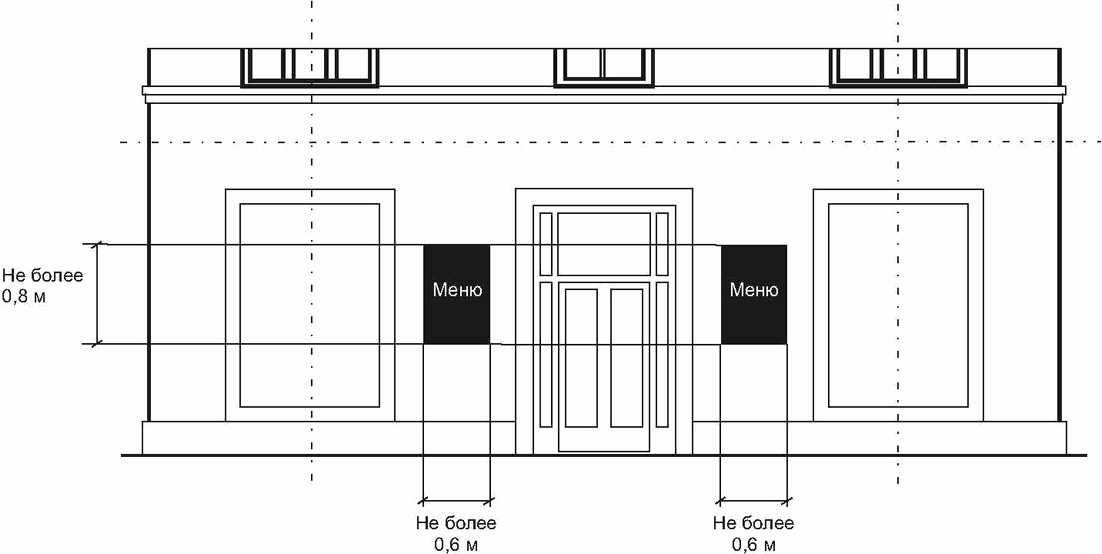 Не более
0,8 м
Меню
Меню
Не более
0,6 м
Не более
0,6 м